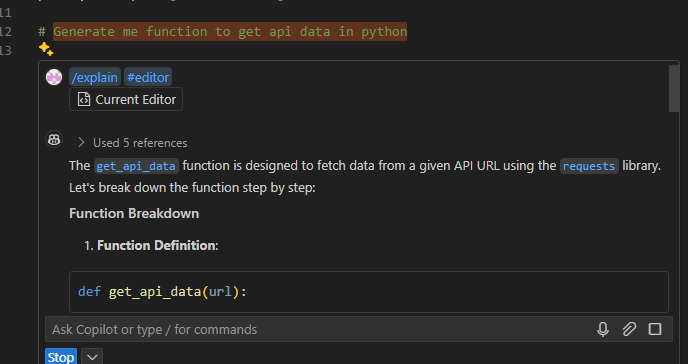 11
12 # Generate me function to get api data in python
13
/explain #editor
Current Editor
Used 5 references
The get_api_data function is designed to fetch data from a given API URL using the requests library.
Let's break down the function step by step:
Function Breakdown
1. Function Definition:
def get_api_data(url):
Ask Copilot or type / for commands
Stop